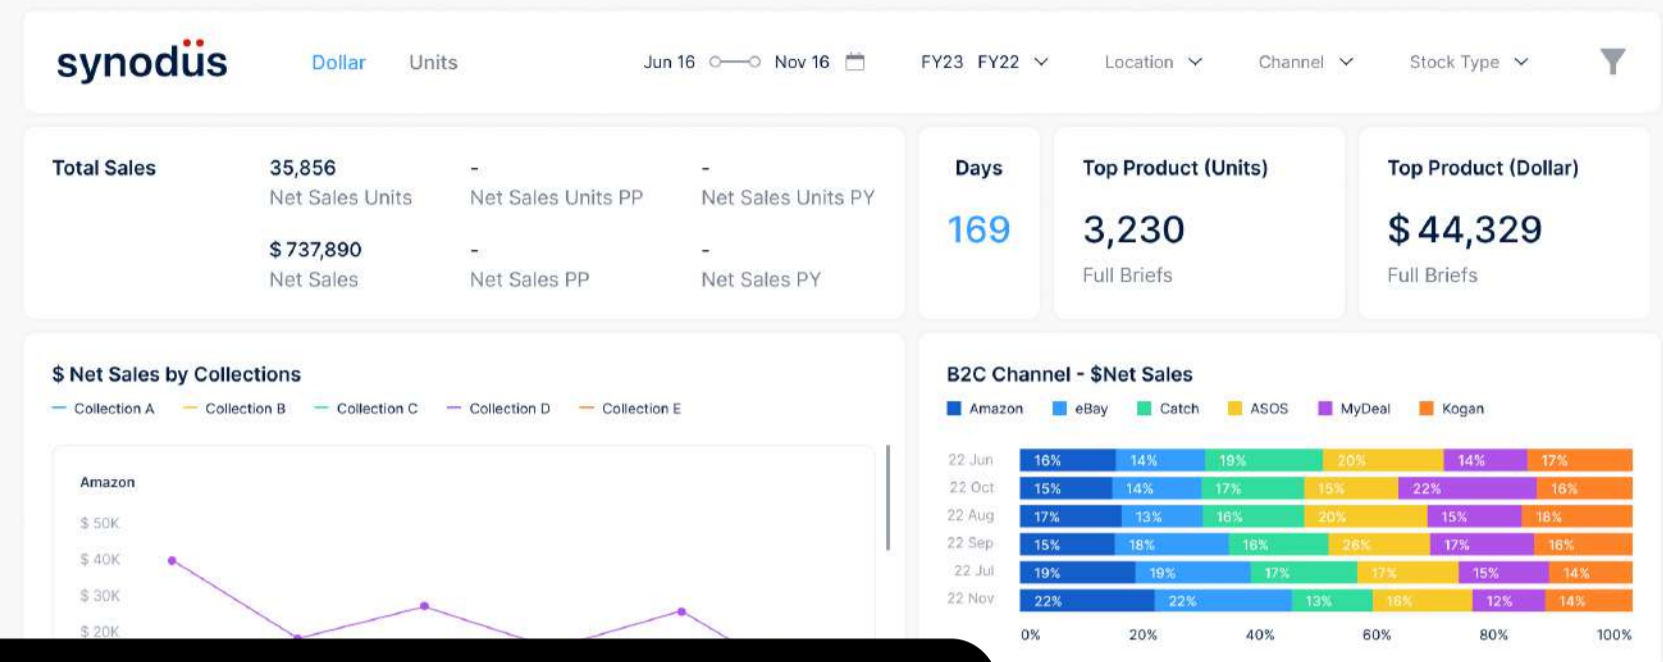 synodüs
Dollar Units
Jun 16 Nov 16
FY23 FY22
Location
Channel
Stock Type
Total Sales
35,856
Net Sales Units
-
Net Sales Units PP
-
Net Sales Units PY
$ 737,890
Net Sales
-
Net Sales PP
-
Net Sales PY
Days
169
Top Product (Units)
3,230
Full Briefs
Top Product (Dollar)
$ 44,329
Full Briefs
$ Net Sales by Collections
Collection A Collection B Collection C Collection D Collection E
Amazon
$ 50K
$ 40K
$ 30K
$ 20K
B2C Channel - $Net Sales
Amazon eBay Catch ASOS MyDeal Kogan
22 Jun 16% 14% 19% 20% 14% 17%
22 Oct 15% 14% 17% 15% 22% 16%
22 Aug 17% 13% 16% 20% 15% 18%
22 Sep 15% 18% 16% 26% 17% 16%
22 Jul 19% 19% 17% 17% 15% 14%
22 Nov 22% 22% 13% 16% 12% 14%
0% 20% 40% 60% 80% 100%